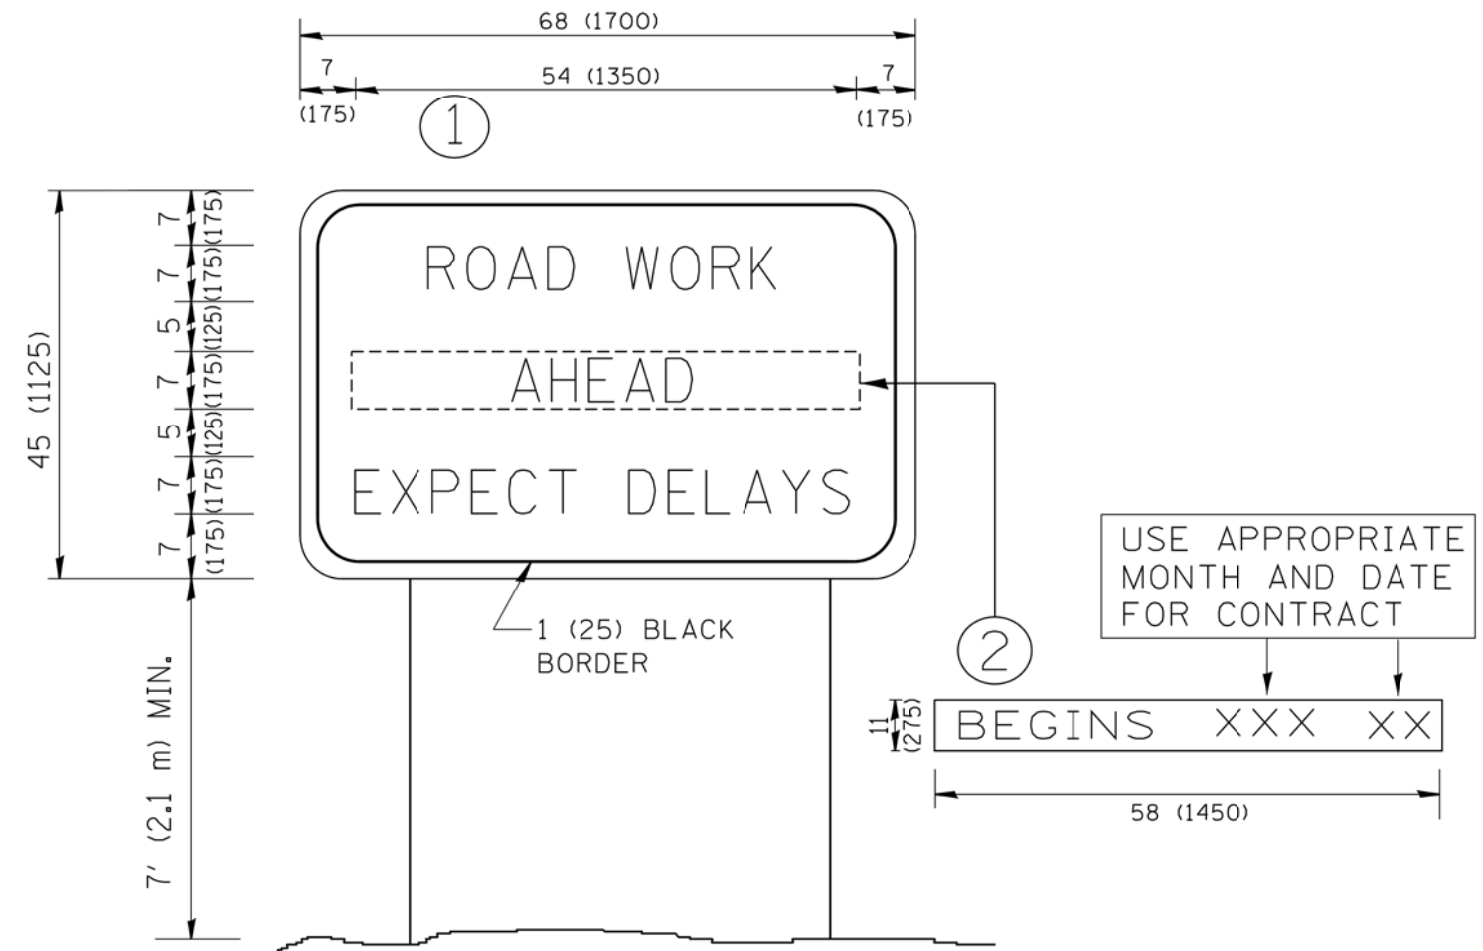 68 (1700)
7
54 (1350)
7
(175)
(175)
1
7
(175)
7
(175)
5
(125)
7
(175)
5
(125)
7
(175)
7
(175)
45 (1125)
ROAD WORK
AHEAD
EXPECT DELAYS
1 (25) BLACK
BORDER
7' (2.1 m) MIN.
2
USE APPROPRIATE
MONTH AND DATE
FOR CONTRACT
11
(275)
BEGINS XXX XX
58 (1450)